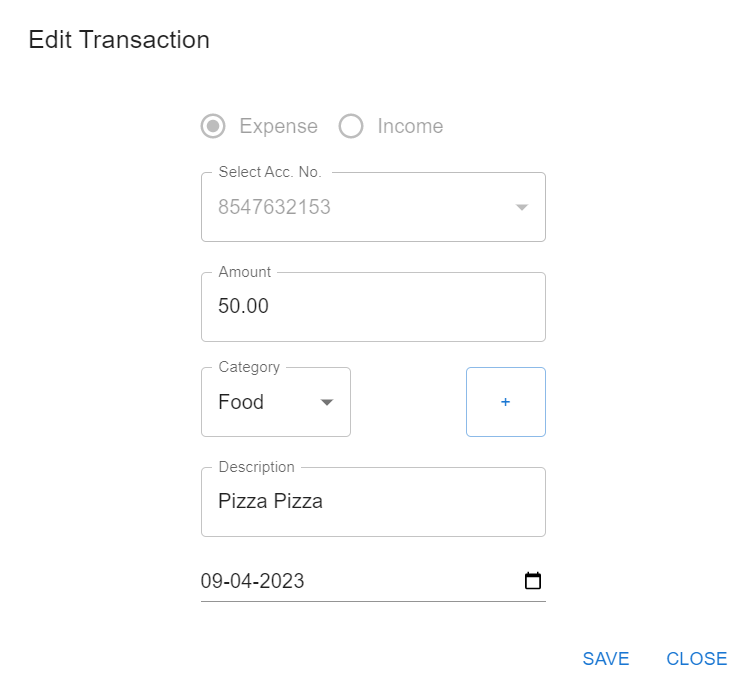 Edit Transaction
Expense Income
Select Acc. No.
8547632153
Amount
50.00
Category
Food
+
Description
Pizza Pizza
09-04-2023
SAVE CLOSE